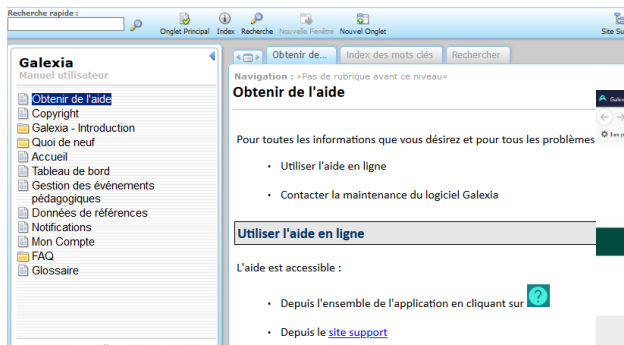 Recherche rapide :
Onglet Principal Index Recherche Nouvelle Fenêtre Nouvel Onglet
Galexia
Manuel utilisateur
Obtenir de l'aide
Copyright
Galexia - Introduction
Quoi de neuf
Accueil
Tableau de bord
Gestion des événements
pédagogiques
Données de références
Notifications
Mon Compte
FAQ
Glossaire
Obtenir de... Index des mots clés Rechercher
Navigation : »Pas de rubrique avant ce niveau«
Obtenir de l'aide
Pour toutes les informations que vous désirez et pour tous les problèmes
• Utiliser l'aide en ligne
• Contacter la maintenance du logiciel Galexia
Utiliser l'aide en ligne
L'aide est accessible :
• Depuis l'ensemble de l'application en cliquant sur ?
• Depuis le site support
Site